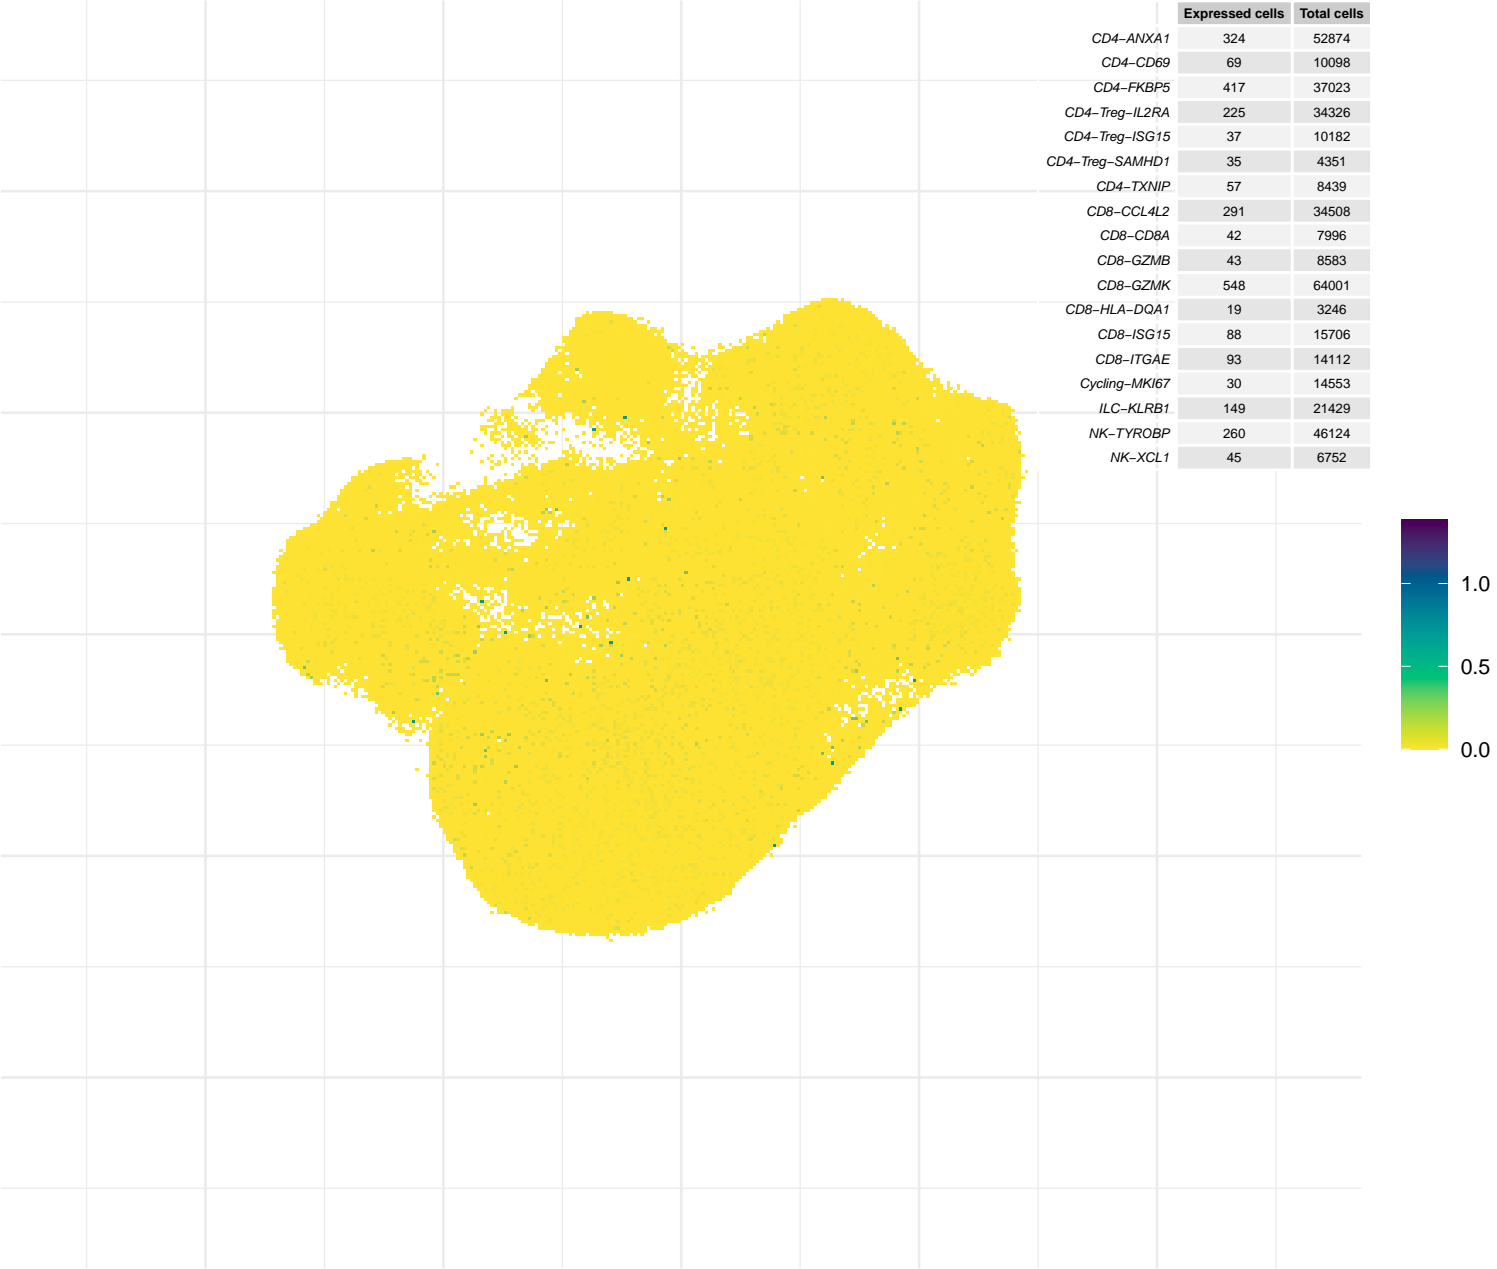 Expressed cells Total cells
CD4−ANXA1 324 52874
CD4−CD69 69 10098
CD4−FKBP5 417 37023
CD4−Treg−IL2RA 225 34326
CD4−Treg−ISG15 37 10182
CD4−Treg−SAMHD1 35 4351
CD4−TXNIP 57 8439
CD8−CCL4L2 291 34508
CD8−CD8A 42 7996
CD8−GZMB 43 8583
CD8−GZMK 548 64001
CD8−HLA−DQA1 19 3246
CD8−ISG15 88 15706
CD8−ITGAE 93 14112
Cycling−MKI67 30 14553
ILC−KLRB1 149 21429
NK−TYROBP 260 46124
NK−XCL1 45 6752
1.0
0.5
0.0